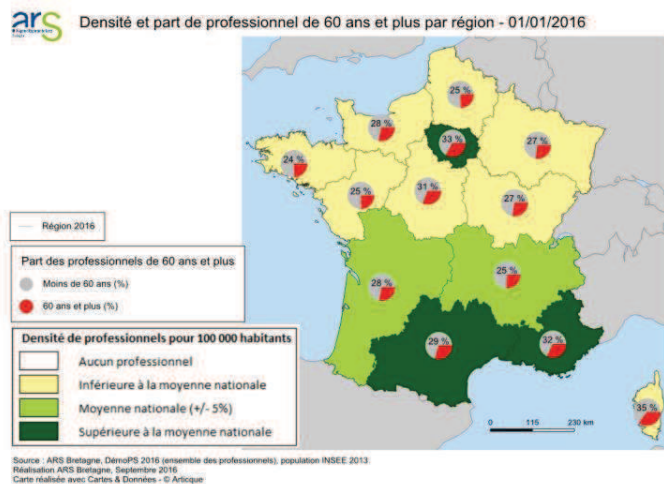 ars
Densité et part de professionnel de 60 ans et plus par région - 01/01/2016
25 %
28 %
33 %
27 %
24 %
25 %
31 %
27 %
Région 2016
Part des professionnels de 60 ans et plus
Moins de 60 ans (%)
60 ans et plus (%)
28 %
25 %
Densité de professionnels pour 100 000 habitants
Aucun professionnel
Inférieure à la moyenne nationale
Moyenne nationale (+/- 5%)
Supérieure à la moyenne nationale
29 %
32 %
35 %
0 115 230 km
Source : ARS Bretagne, DémoPS 2016 (ensemble des professionnels), population INSEE 2013
Réalisation ARS Bretagne, Septembre 2016
Carte réalisée avec Cartes & Données - © Articque